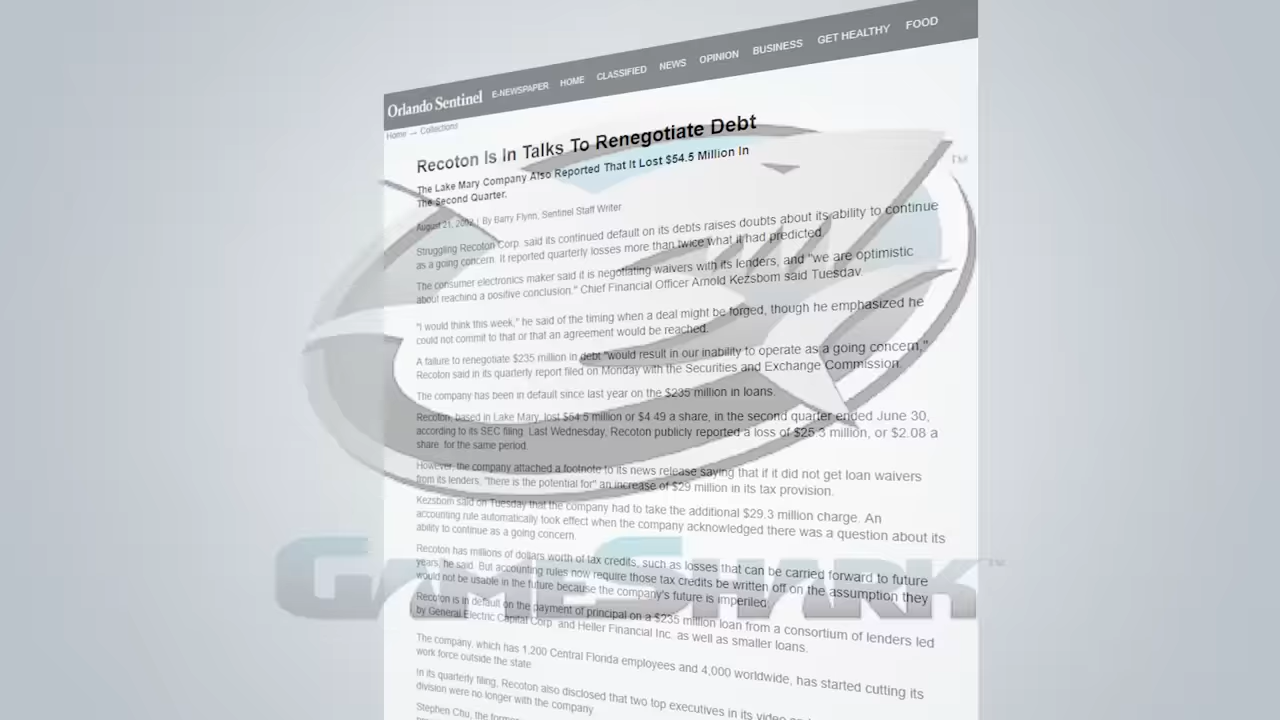 Orlando Sentinel E-NEWSPAPER HOME CLASSIFIED NEWS OPINION BUSINESS GET HEALTHY FOOD
Home → Collections
Recoton Is In Talks To Renegotiate Debt
The Lake Mary Company Also Reported That It Lost $54.5 Million In
The Second Quarter.
August 21, 2002 | By Barry Flynn, Sentinel Staff Writer
Struggling Recoton Corp. said its continued default on its debts raises doubts about its ability to continue
as a going concern. It reported quarterly losses more than twice what it had predicted.
The consumer electronics maker said it is negotiating waivers with its lenders, and "we are optimistic
about reaching a positive conclusion." Chief Financial Officer Arnold Kezsbom said Tuesday.
"I would think this week," he said of the timing when a deal might be forged, though he emphasized he
could not commit to that or that an agreement would be reached.
A failure to renegotiate $235 million in debt "would result in our inability to operate as a going concern,"
Recoton said in its quarterly report filed on Monday with the Securities and Exchange Commission.
The company has been in default since last year on the $235 million in loans.
Recoton, based in Lake Mary, lost $54.5 million or $4.49 a share, in the second quarter ended June 30,
according to its SEC filing. Last Wednesday, Recoton publicly reported a loss of $25.3 million, or $2.08 a
share, for the same period.
However, the company attached a footnote to its news release saying that if it did not get loan waivers
from its lenders, "there is the potential for" an increase of $29 million in its tax provision.
Kezsbom said on Tuesday that the company had to take the additional $29.3 million charge. An
accounting rule automatically took effect when the company acknowledged there was a question about its
ability to continue as a going concern.
Recoton has millions of dollars worth of tax credits, such as losses that can be carried forward to future
years, he said. But accounting rules now require those tax credits be written off on the assumption they
would not be usable in the future because the company's future is imperiled.
Recoton is in default on the payment of principal on a $235 million loan from a consortium of lenders led
by General Electric Capital Corp. and Heller Financial Inc. as well as smaller loans.
The company, which has 1,200 Central Florida employees and 4,000 worldwide, has started cutting its
work force outside the state.
In its quarterly filing, Recoton also disclosed that two top executives in its video
division were no longer with the company.
Stephen Chu, the
GAMESHARK ™
TM